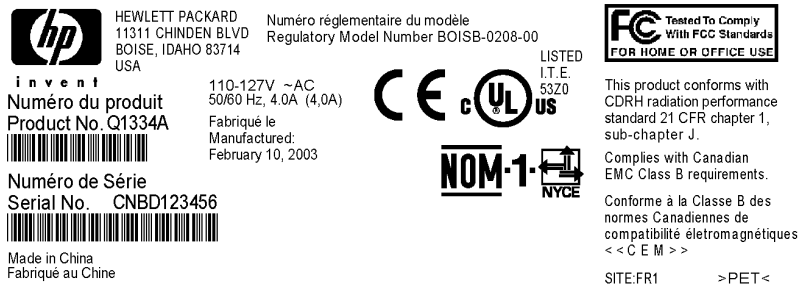 hp
invent
HEWLETT PACKARD
11311 CHINDEN BLVD
BOISE, IDAHO 83714
USA
Numéro réglementaire du modèle
Regulatory Model Number BOISB-0208-00
110-127V ~AC
50/60 Hz, 4.0A (4,0A)
Fabriqué le
Manufactured:
February 10, 2003
Numéro du produit
Product No. Q1334A
Numéro de Série
Serial No. CNBD123456
Made in China
Fabriqué au Chine
CE
C UL US
LISTED
I.T.E.
53Z0
NOM-1-NYCE
FC Tested To Comply
With FCC Standards
FOR HOME OR OFFICE USE
This product conforms with
CDRH radiation performance
standard 21 CFR chapter 1,
sub-chapter J.
Complies with Canadian
EMC Class B requirements.
Conforme à la Classe B des
normes Canadiennes de
compatibilité életromagnétiques
<<CEM>>
SITE:FR1 >PET<